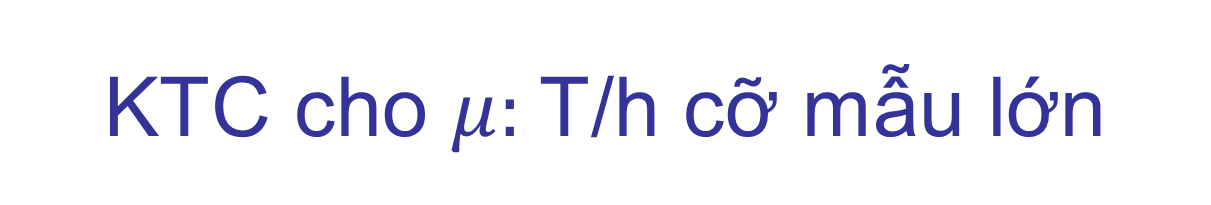 KTC cho 𝜇: T/h cỡ mẫu lớn